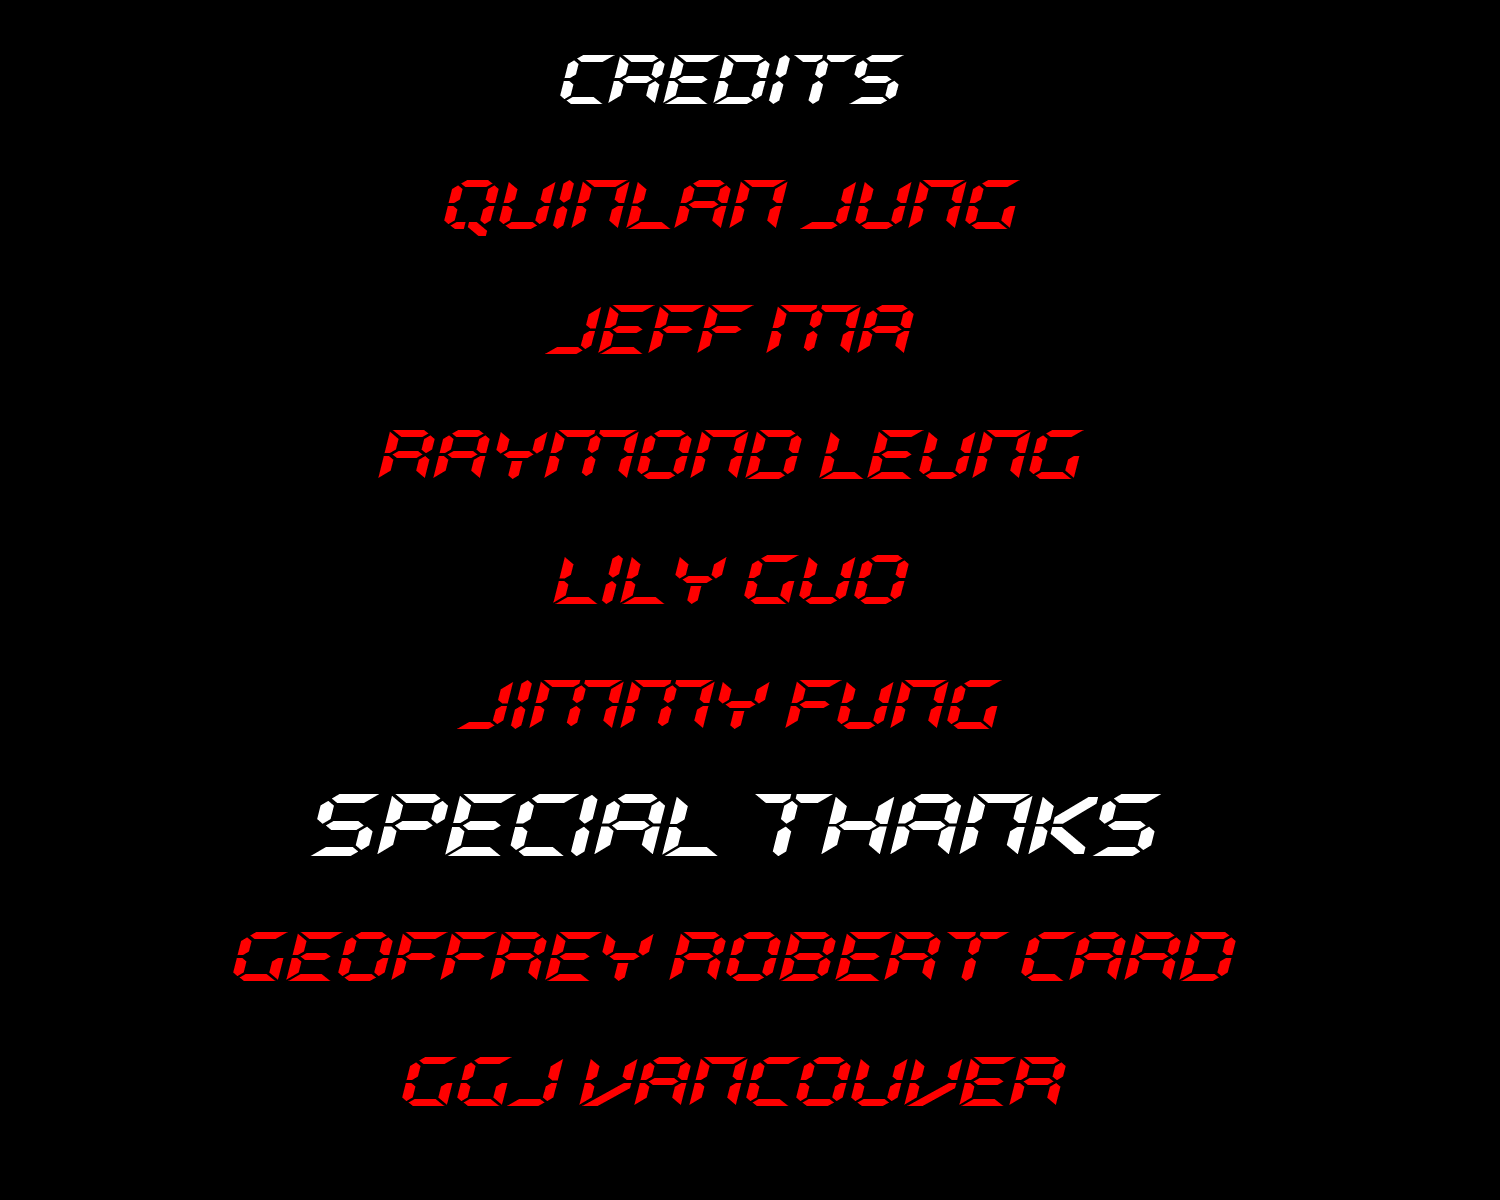 CREDITS
QUINLAN JUNG
JEFF MA
RAYMOND LEUNG
LILY GUO
JIMMY FUNG
SPECIAL THANKS
GEOFFREY ROBERT CARD
GGJ VANCOUVER